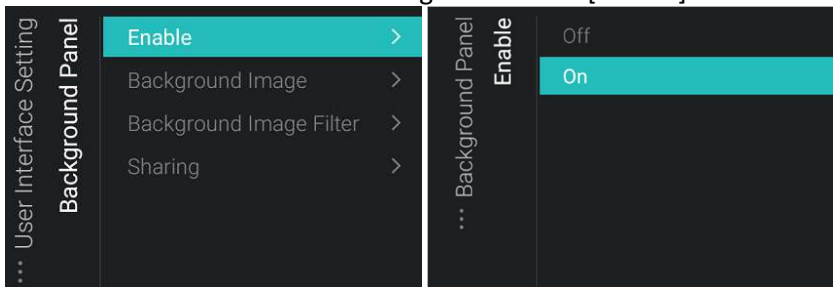 ... User Interface Setting
Background Panel
Enable >
Background Image >
Background Image Filter >
Sharing >
... Background Panel
Enable
Off
On